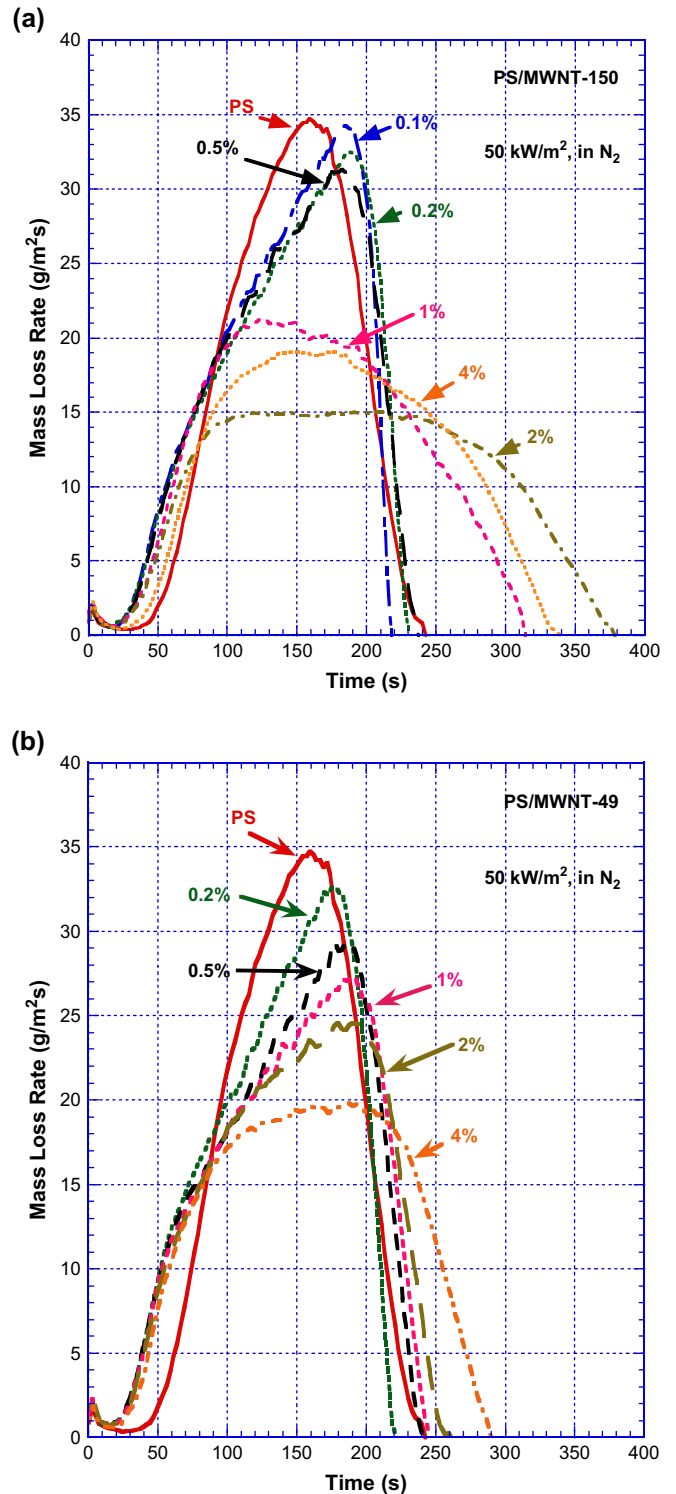 (a)
40
35
30
25
20
15
10
5
0
Mass Loss Rate (g/m²s)
PS/MWNT-150
50 kW/m², in N₂
PS
0.1%
0.5%
0.2%
1%
4%
2%
0 50 100 150 200 250 300 350 400
Time (s)
(b)
40
35
30
25
20
15
10
5
0
Mass Loss Rate (g/m²s)
PS/MWNT-49
50 kW/m², in N₂
PS
0.2%
0.5%
1%
2%
4%
0 50 100 150 200 250 300 350 400
Time (s)